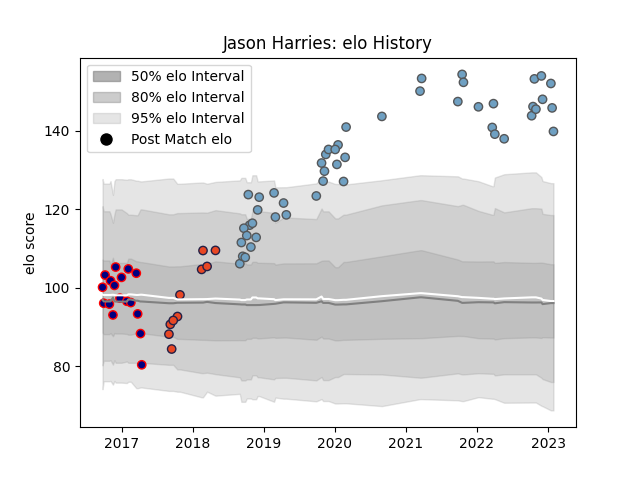 Jason Harries: elo History
50% elo Interval
80% elo Interval
95% elo Interval
Post Match elo
elo score
140
120
100
80
2017 2018 2019 2020 2021 2022 2023